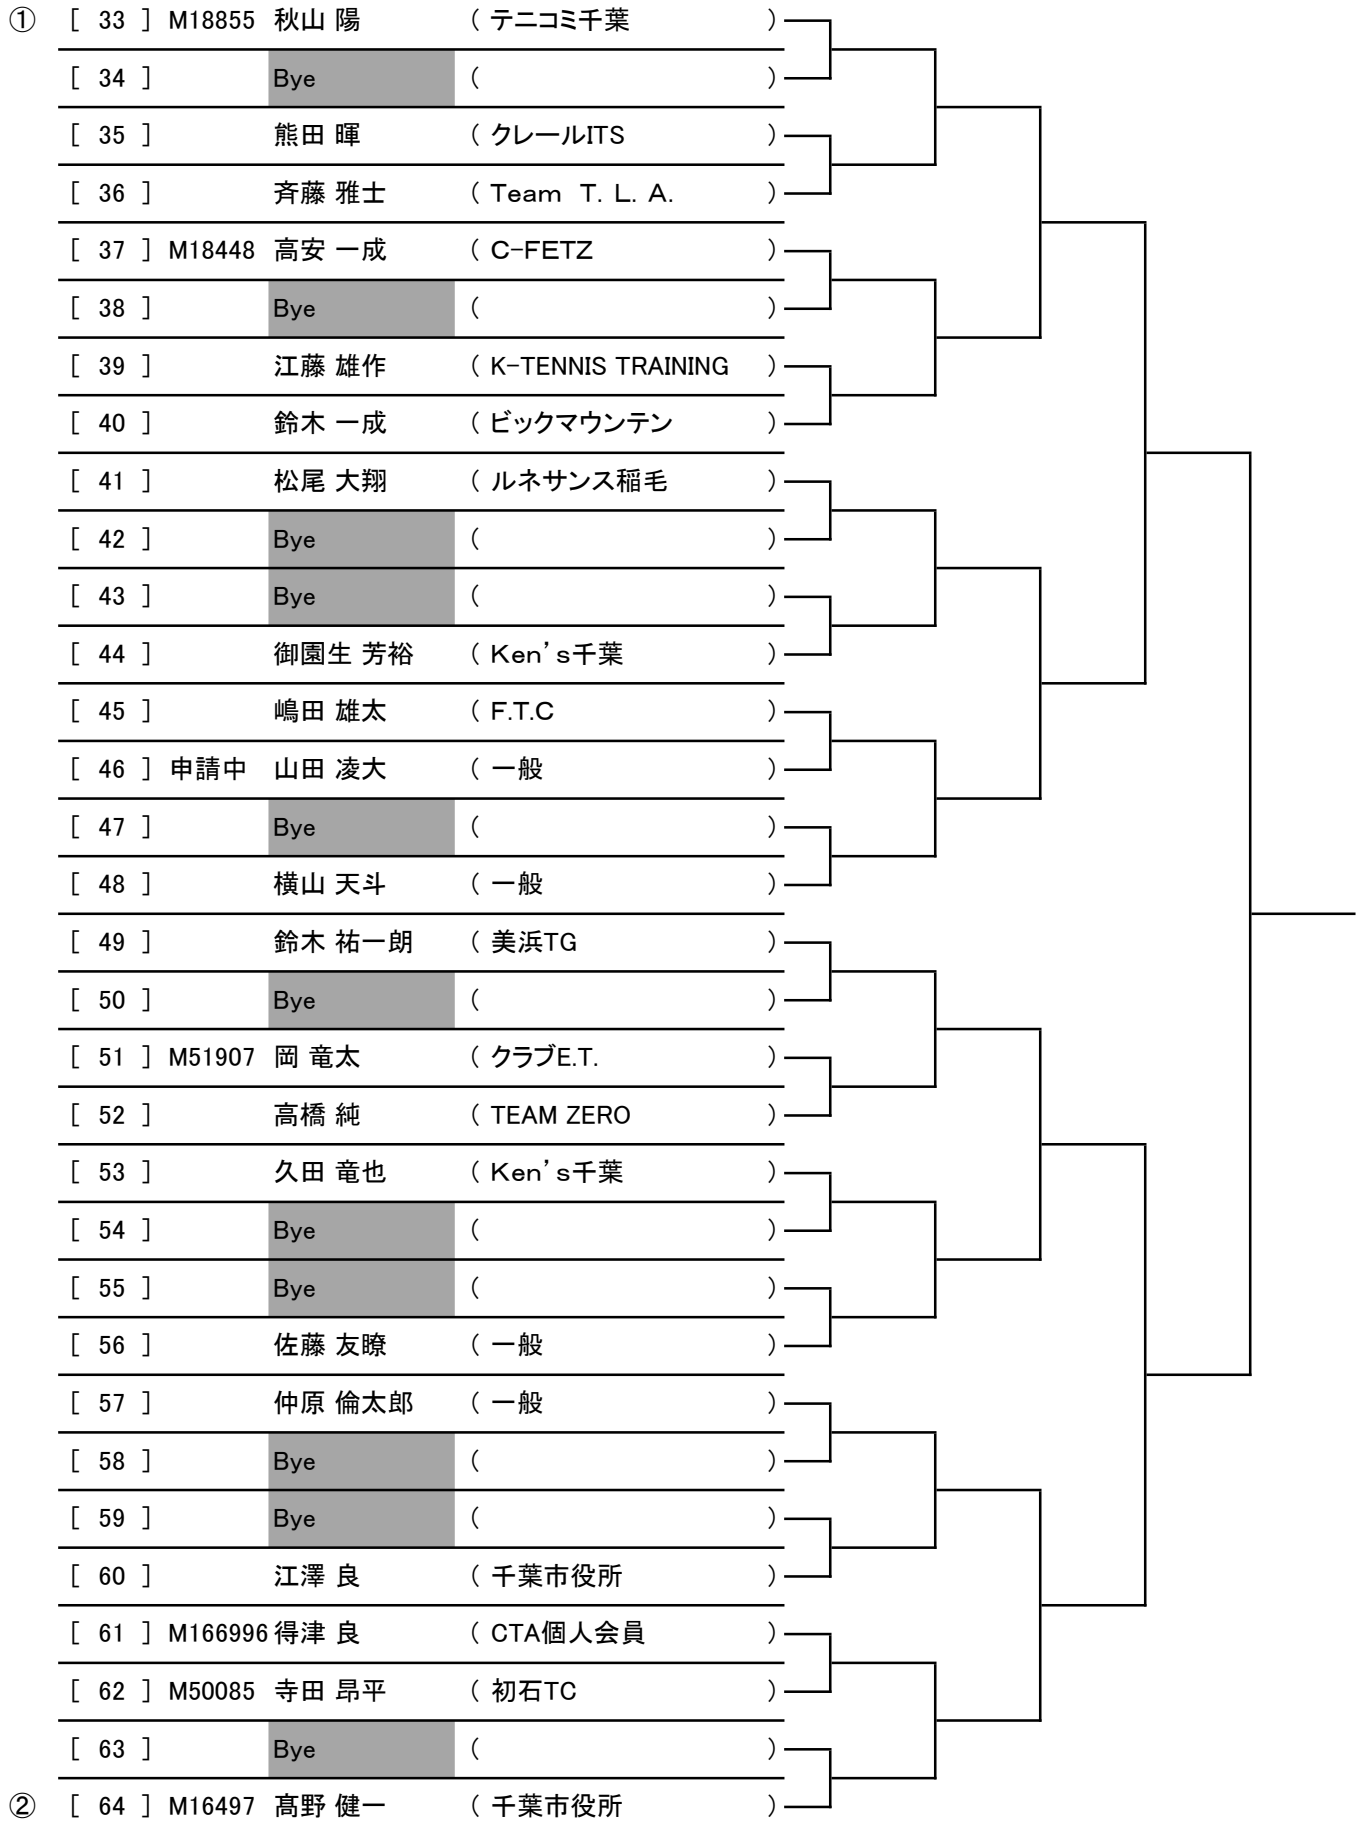 ① [ 33 ] M18855 秋山 陽 ( テニコミ千葉 )
[ 34 ] Bye ( )
[ 35 ] 熊田 暉 ( クレールITS )
[ 36 ] 斉藤 雅士 ( Team T. L. A. )
[ 37 ] M18448 高安 一成 ( C-FETZ )
[ 38 ] Bye ( )
[ 39 ] 江藤 雄作 ( K-TENNIS TRAINING )
[ 40 ] 鈴木 一成 ( ビックマウンテン )
[ 41 ] 松尾 大翔 ( ルネサンス稲毛 )
[ 42 ] Bye ( )
[ 43 ] Bye ( )
[ 44 ] 御園生 芳裕 ( Ken’s千葉 )
[ 45 ] 嶋田 雄太 ( F.T.C )
[ 46 ] 申請中 山田 凌大 ( 一般 )
[ 47 ] Bye ( )
[ 48 ] 横山 天斗 ( 一般 )
[ 49 ] 鈴木 祐一朗 ( 美浜TG )
[ 50 ] Bye ( )
[ 51 ] M51907 岡 竜太 ( クラブE.T. )
[ 52 ] 高橋 純 ( TEAM ZERO )
[ 53 ] 久田 竜也 ( Ken’s千葉 )
[ 54 ] Bye ( )
[ 55 ] Bye ( )
[ 56 ] 佐藤 友瞭 ( 一般 )
[ 57 ] 仲原 倫太郎 ( 一般 )
[ 58 ] Bye ( )
[ 59 ] Bye ( )
[ 60 ] 江澤 良 ( 千葉市役所 )
[ 61 ] M166996 得津 良 ( CTA個人会員 )
[ 62 ] M50085 寺田 昂平 ( 初石TC )
[ 63 ] Bye ( )
② [ 64 ] M16497 髙野 健一 ( 千葉市役所 )